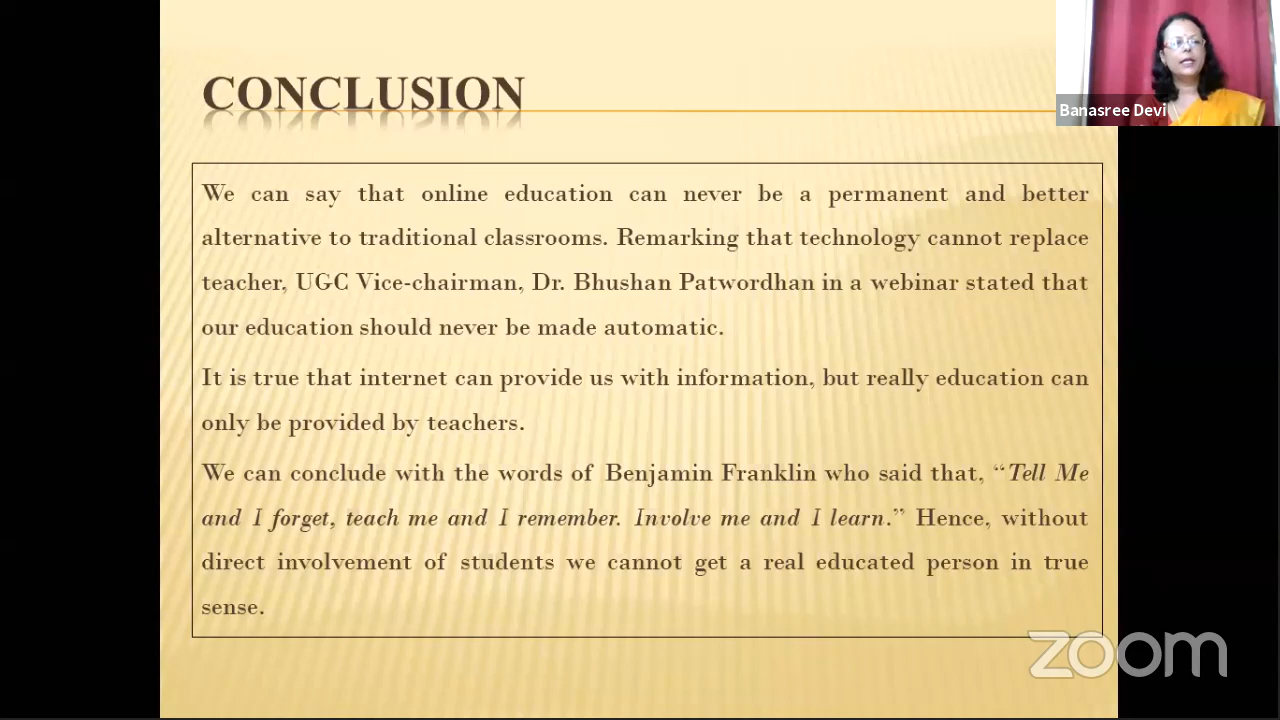 CONCLUSION
Banasree Devi
We can say that online education can never be a permanent and better
alternative to traditional classrooms. Remarking that technology cannot replace
teacher, UGC Vice-chairman, Dr. Bhushan Patwordhan in a webinar stated that
our education should never be made automatic.
It is true that internet can provide us with information, but really education can
only be provided by teachers.
We can conclude with the words of Benjamin Franklin who said that, “Tell Me
and I forget, teach me and I remember. Involve me and I learn.” Hence, without
direct involvement of students we cannot get a real educated person in true
sense.
zoom